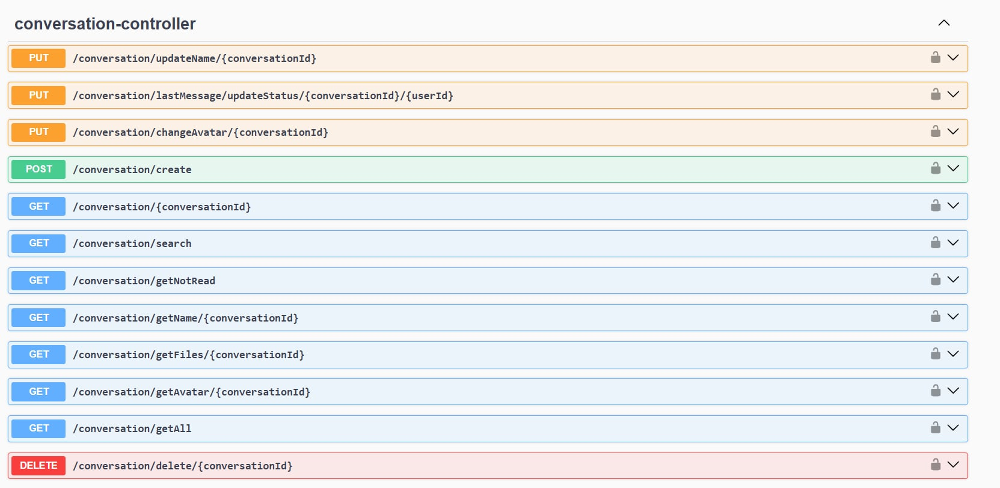 conversation-controller
PUT /conversation/updateName/{conversationId}
PUT /conversation/lastMessage/updateStatus/{conversationId}/{userId}
PUT /conversation/changeAvatar/{conversationId}
POST /conversation/create
GET /conversation/{conversationId}
GET /conversation/search
GET /conversation/getNotRead
GET /conversation/getName/{conversationId}
GET /conversation/getFiles/{conversationId}
GET /conversation/getAvatar/{conversationId}
GET /conversation/getAll
DELETE /conversation/delete/{conversationId}